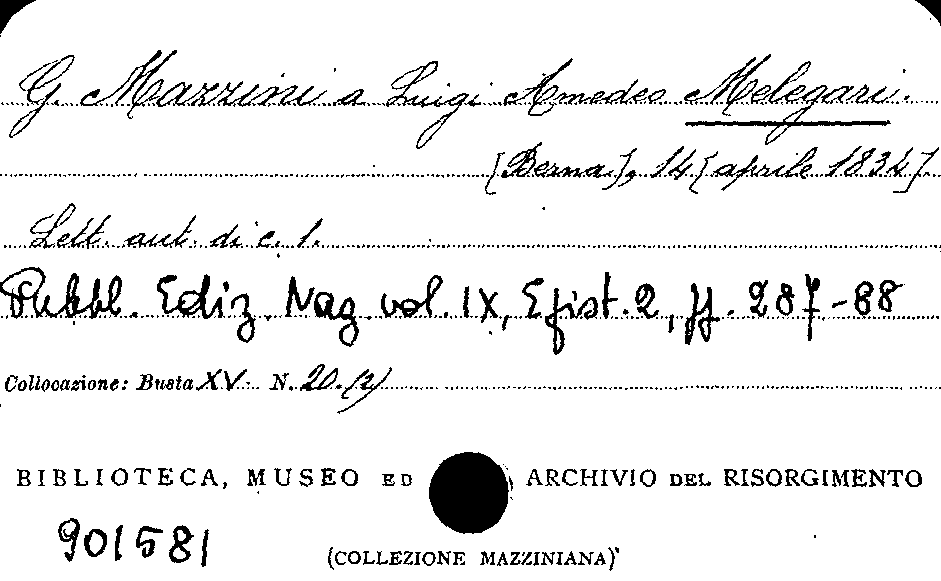 G. Mazzini a Luigi Amedeo Melegari.
[Berna], 14 [aprile 1834].
Lett. aut. di c. 1.
Pubbl. Ediz. Naz. vol. IX, Epist. 2, pp. 287-88
Collocazione: Busta XV N. 20.(2)
BIBLIOTECA, MUSEO ED ARCHIVIO DEL RISORGIMENTO
901581
(COLLEZIONE MAZZINIANA)